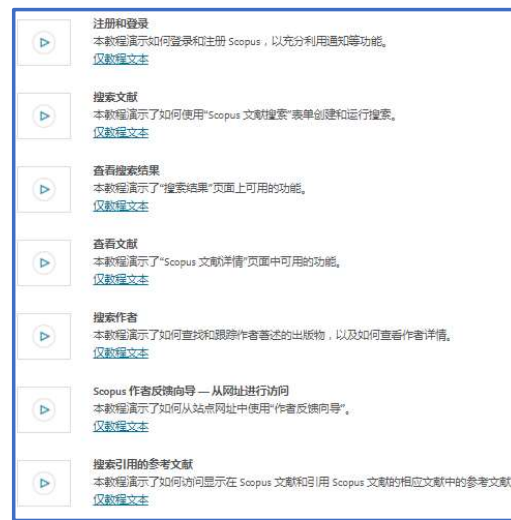 注册和登录
本教程演示如何登录和注册 Scopus，以充分利用通知等功能。
仅教程文本
搜索文献
本教程演示了如何使用“Scopus 文献搜索”表单创建和运行搜索。
仅教程文本
查看搜索结果
本教程演示了“搜索结果”页面上可用的功能。
仅教程文本
查看文献
本教程演示了“Scopus 文献详情”页面中可用的功能。
仅教程文本
搜索作者
本教程演示了如何查找和跟踪作者著述的出版物，以及如何查看作者详情。
仅教程文本
Scopus 作者反馈向导 — 从网址进行访问
本教程演示了如何从站点网址中使用“作者反馈向导”。
仅教程文本
搜索引用的参考文献
本教程演示了如何访问显示在 Scopus 文献和引用 Scopus 文献的相应文献中的参考文献
仅教程文本